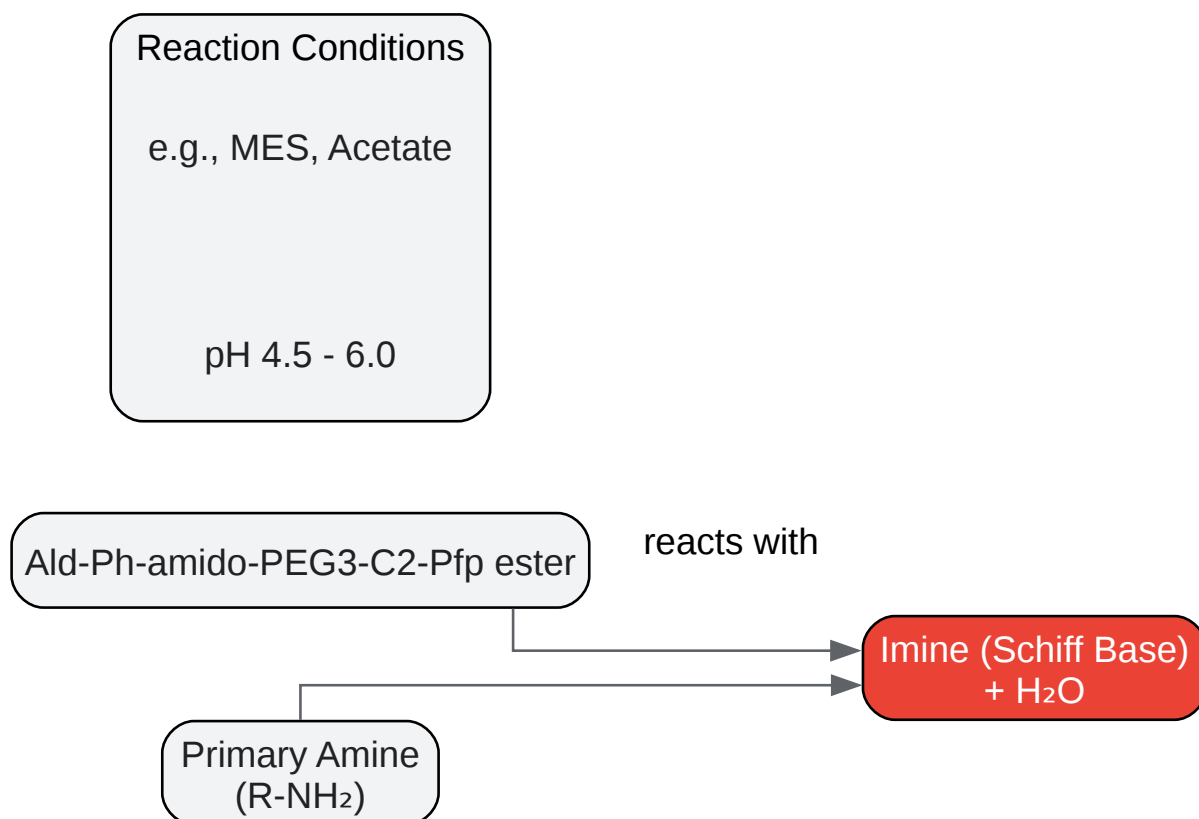 Reaction Conditions
e.g., MES, Acetate
pH 4.5 - 6.0
Ald-Ph-amido-PEG3-C2-Pfp ester
reacts with
Imine (Schiff Base)
+ H₂O
Primary Amine
(R-NH₂)